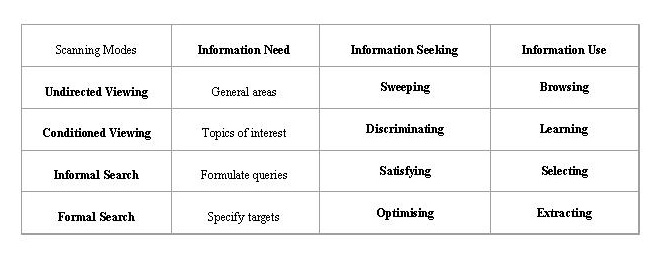 Scanning Modes Information Need Information Seeking Information Use
Undirected Viewing General areas Sweeping Browsing
Conditioned Viewing Topics of interest Discriminating Learning
Informal Search Formulate queries Satisfying Selecting
Formal Search Specify targets Optimising Extracting